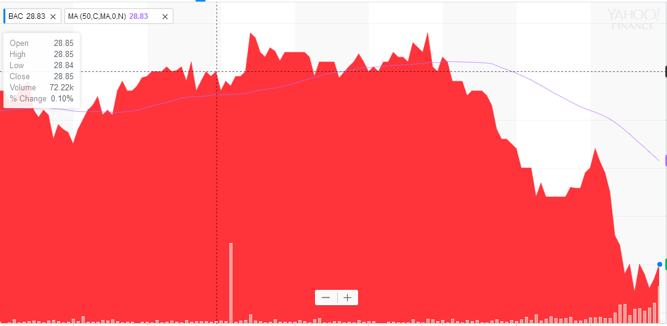 BAC 28.83 MA (50,C,MA,0,N) 28.83
YAHOO!
FINANCE
Open 28.85
High 28.85
Low 28.84
Close 28.85
Volume 72.22k
% Change 0.10%